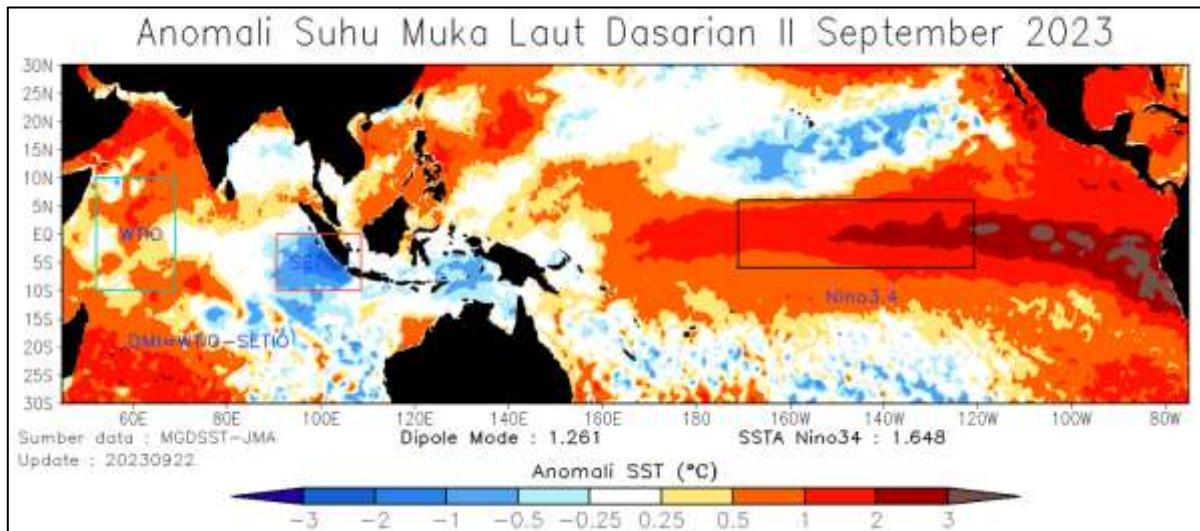 Anomali Suhu Muka Laut Dasarian II September 2023
30N
25N
20N
15N
10N
5N
EQ
5S
10S
15S
20S
25S
30S
WTIO
SETIO
Nino3.4
DMI=WTIO-SETIO
60E 80E 100E 120E 140E 160E 180 160W 140W 120W 100W 80W
Sumber data : MGDSST-JMA Dipole Mode : 1.261 SSTA Nino34 : 1.648
Update : 20230922
Anomali SST (°C)
-3 -2 -1 -0.5 -0.25 0.25 0.5 1 2 3